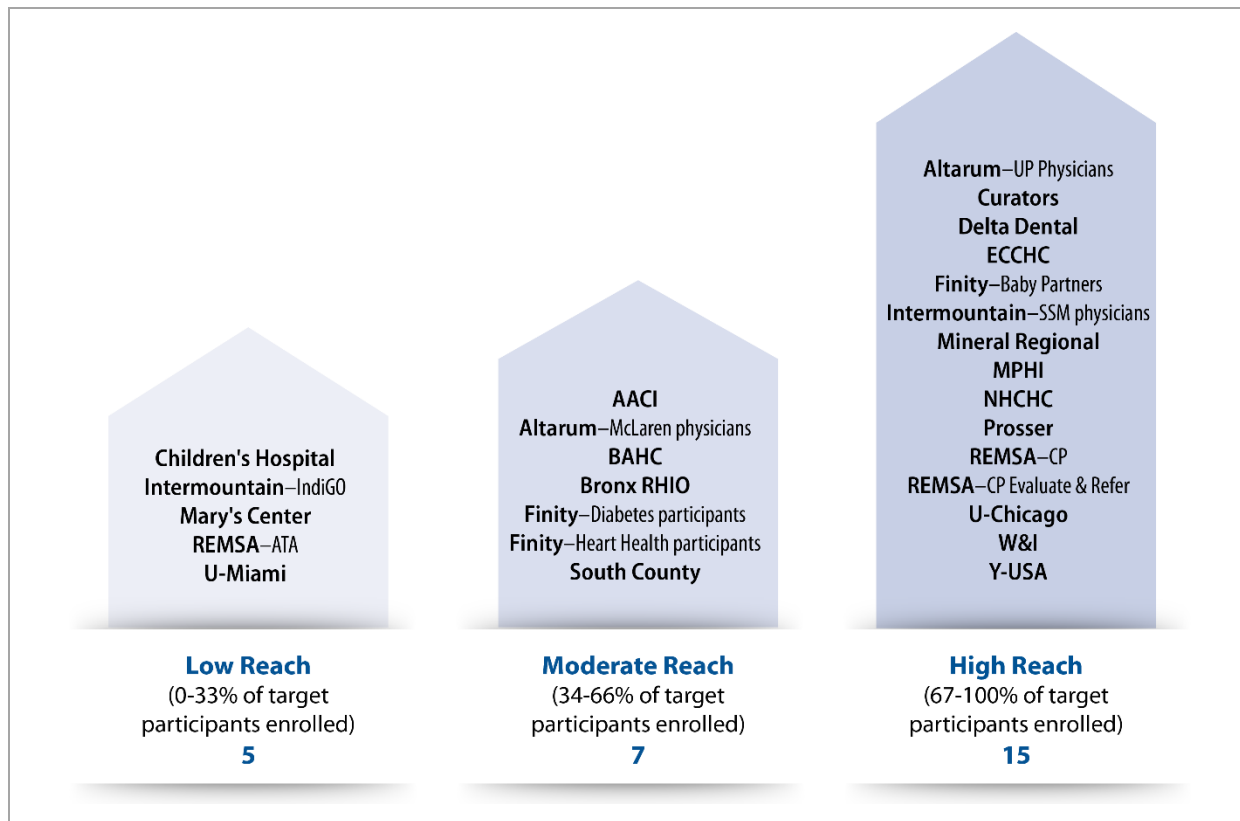 Children's Hospital
Intermountain–IndiGO
Mary's Center
REMSA–ATA
U-Miami
Low Reach
(0-33% of target
participants enrolled)
5
AACI
Altarum–McLaren physicians
BAHC
Bronx RHIO
Finity–Diabetes participants
Finity–Heart Health participants
South County
Moderate Reach
(34-66% of target
participants enrolled)
7
Altarum–UP Physicians
Curators
Delta Dental
ECCHC
Finity–Baby Partners
Intermountain–SSM physicians
Mineral Regional
MPHI
NHCHC
Prosser
REMSA–CP
REMSA–CP Evaluate & Refer
U-Chicago
W&I
Y-USA
High Reach
(67-100% of target
participants enrolled)
15